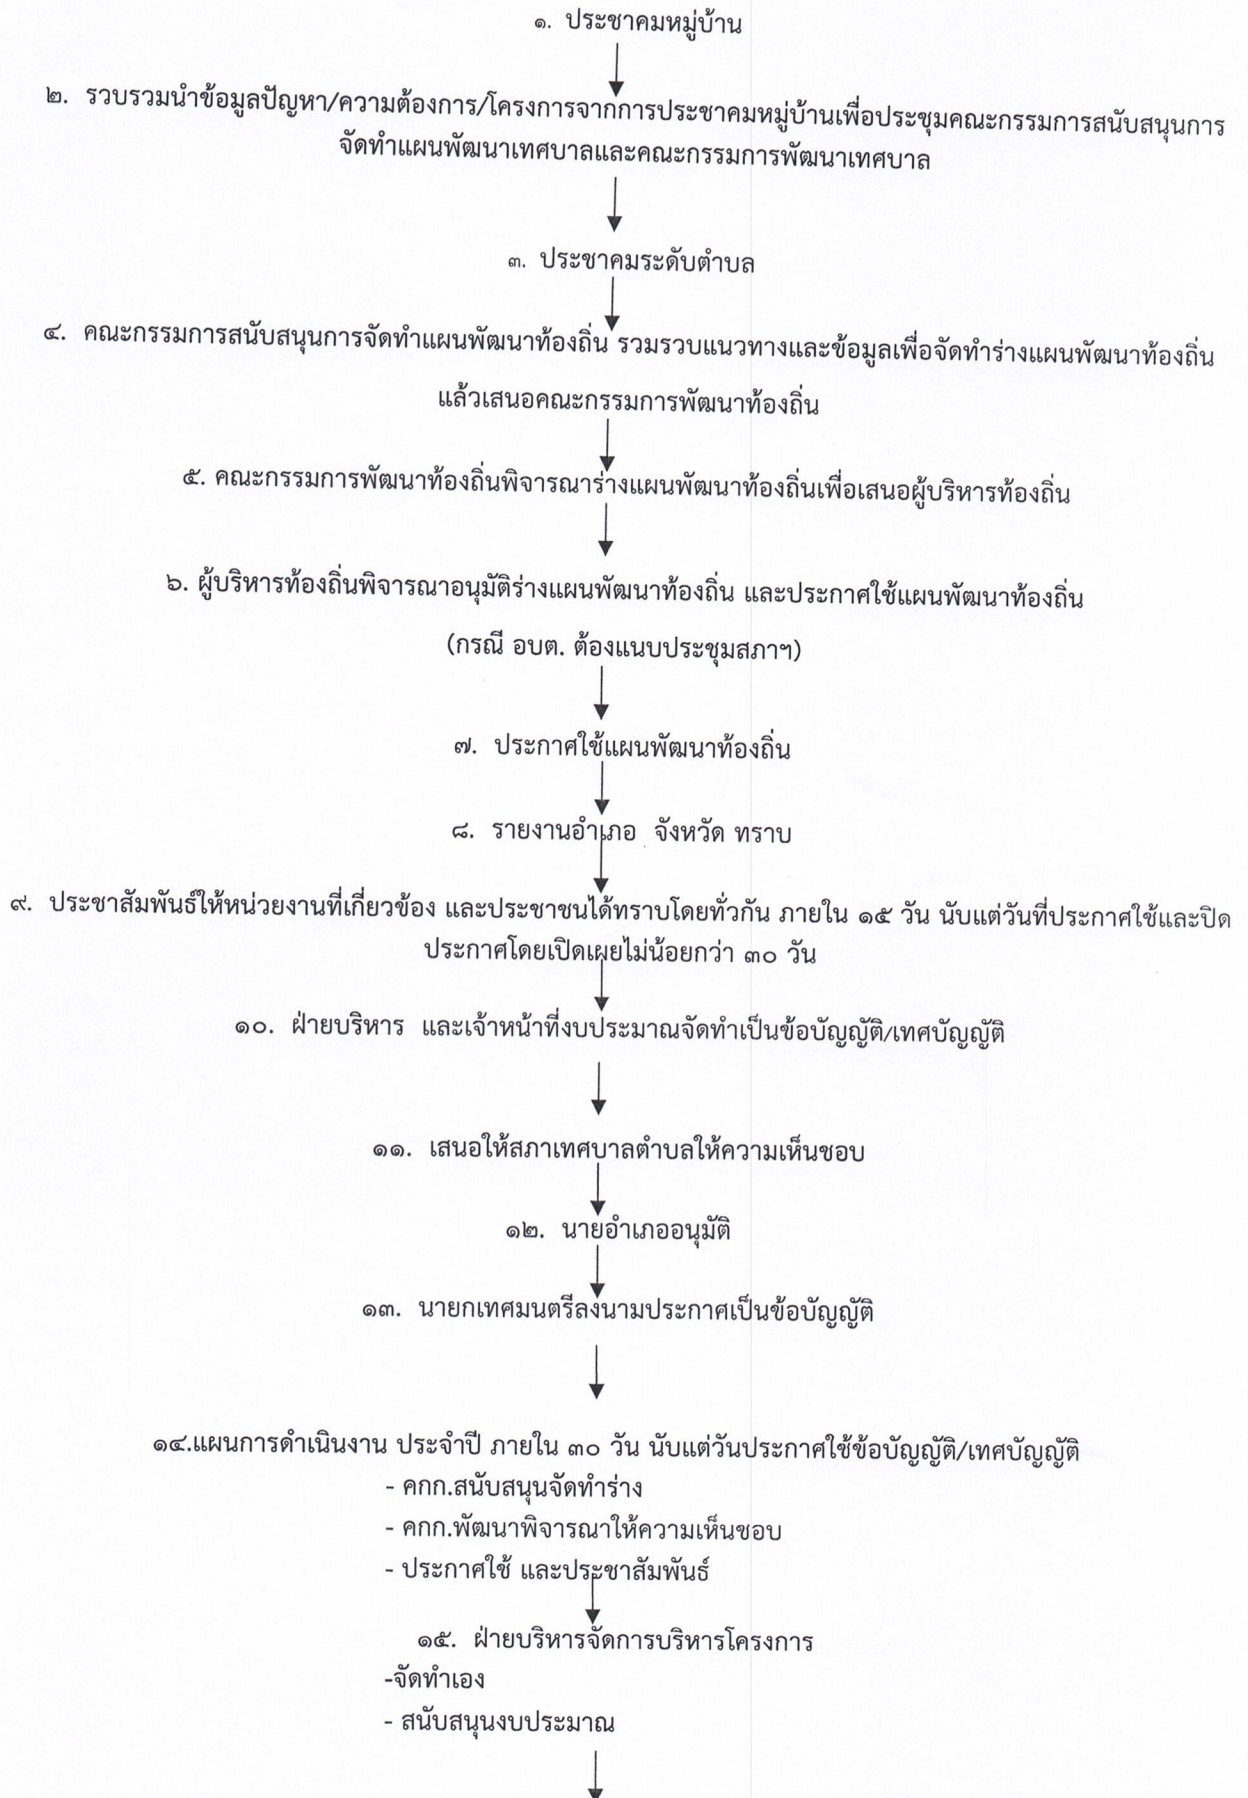 ๑. ประชาคมหมู่บ้าน
๒. รวบรวมนำข้อมูลปัญหา/ความต้องการ/โครงการจากการประชาคมหมู่บ้านเพื่อประชุมคณะกรรมการสนับสนุนการ
จัดทำแผนพัฒนาเทศบาลและคณะกรรมการพัฒนาเทศบาล
๓. ประชาคมระดับตำบล
๔. คณะกรรมการสนับสนุนการจัดทำแผนพัฒนาท้องถิ่น รวมรวบแนวทางและข้อมูลเพื่อจัดทำร่างแผนพัฒนาท้องถิ่น
แล้วเสนอคณะกรรมการพัฒนาท้องถิ่น
๕. คณะกรรมการพัฒนาท้องถิ่นพิจารณาร่างแผนพัฒนาท้องถิ่นเพื่อเสนอผู้บริหารท้องถิ่น
๖. ผู้บริหารท้องถิ่นพิจารณาอนุมัติร่างแผนพัฒนาท้องถิ่น และประกาศใช้แผนพัฒนาท้องถิ่น
(กรณี อบต. ต้องแนบประชุมสภาฯ)
๗. ประกาศใช้แผนพัฒนาท้องถิ่น
๘. รายงานอำเภอ จังหวัด ทราบ
๙. ประชาสัมพันธ์ให้หน่วยงานที่เกี่ยวข้อง และประชาชนได้ทราบโดยทั่วกัน ภายใน ๑๕ วัน นับแต่วันที่ประกาศใช้และปิด
ประกาศโดยเปิดเผยไม่น้อยกว่า ๓๐ วัน
๑๐. ฝ่ายบริหาร และเจ้าหน้าที่งบประมาณจัดทำเป็นข้อบัญญัติ/เทศบัญญัติ
๑๑. เสนอให้สภาเทศบาลตำบลให้ความเห็นชอบ
๑๒. นายอำเภออนุมัติ
๑๓. นายกเทศมนตรีลงนามประกาศเป็นข้อบัญญัติ
๑๔.แผนการดำเนินงาน ประจำปี ภายใน ๓๐ วัน นับแต่วันประกาศใช้ข้อบัญญัติ/เทศบัญญัติ
- คกก.สนับสนุนจัดทำร่าง
- คกก.พัฒนาพิจารณาให้ความเห็นชอบ
- ประกาศใช้ และประชาสัมพันธ์
๑๕. ฝ่ายบริหารจัดการบริหารโครงการ
-จัดทำเอง
- สนับสนุนงบประมาณ